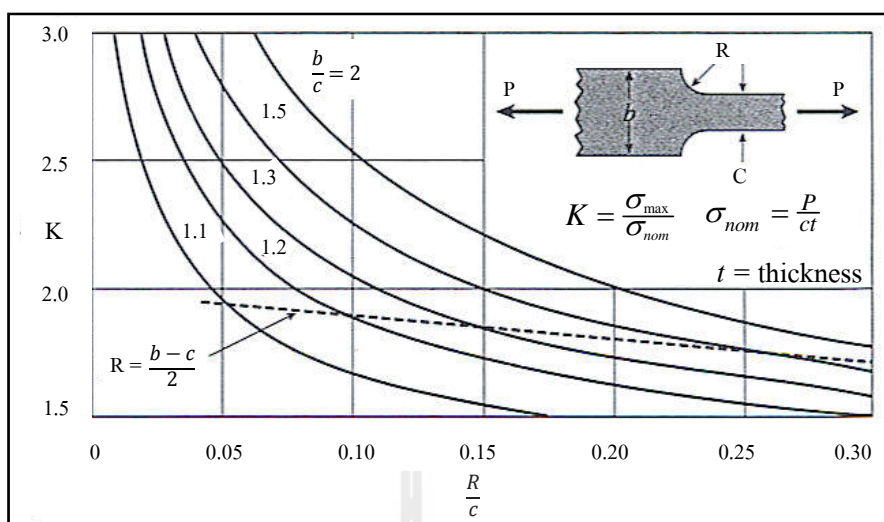 3.0
2.5
K
2.0
1.5
b/c = 2
1.5
1.3
1.2
1.1
R = (b − c)/2
R
P
P
b
C
K = σmax/σnom σnom = P/ct
t = thickness
0 0.05 0.10 0.15 0.20 0.25 0.30
R/c